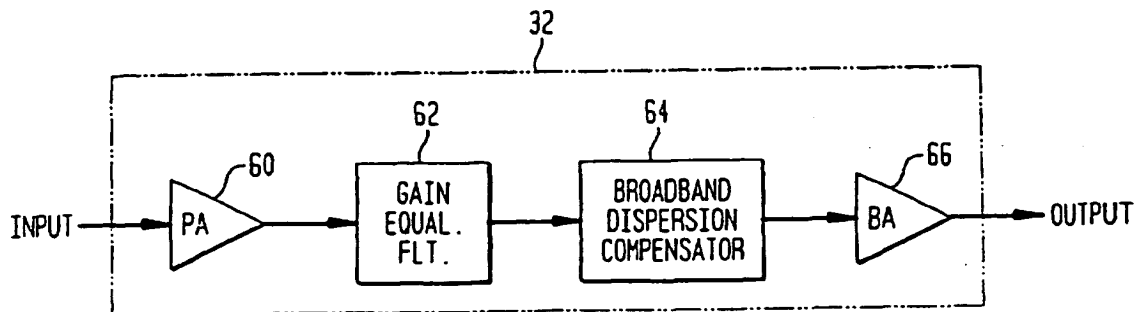 32
62
64
60
66
GAIN
EQUAL.
FLT.
BROADBAND
DISPERSION
COMPENSATOR
INPUT
PA
BA
OUTPUT